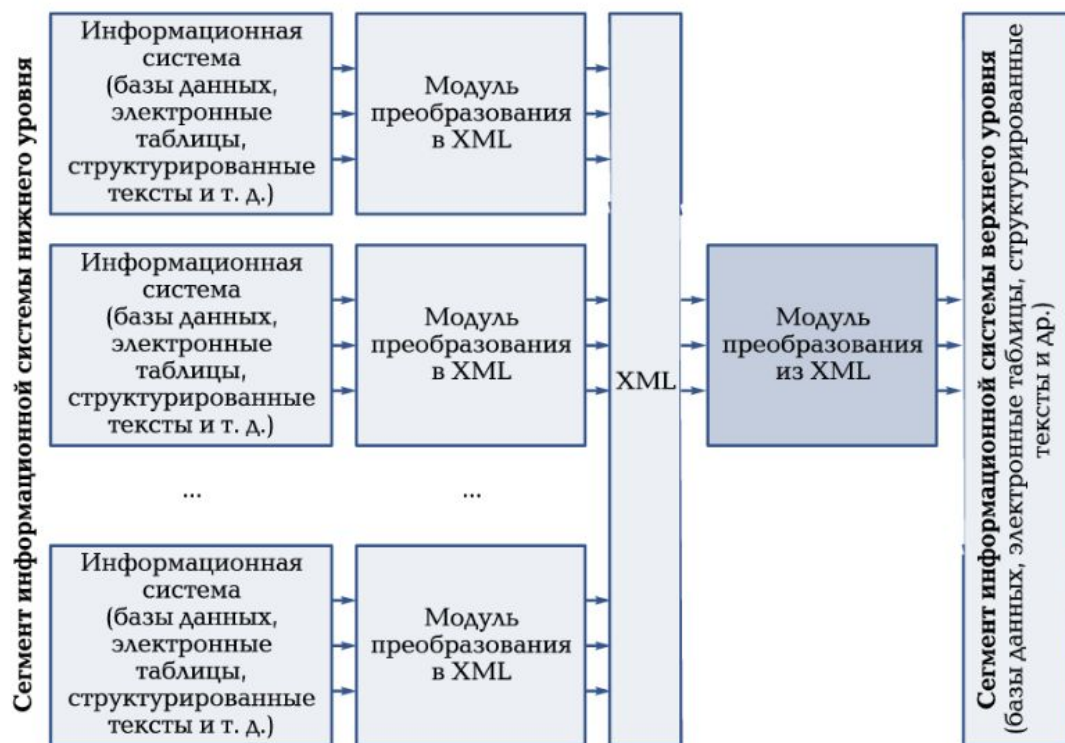 Сегмент информационной системы нижнего уровня
Информационная
система
(базы данных,
электронные
таблицы,
структурированные
тексты и т. д.)
Модуль
преобразования
в XML
Информационная
система
(базы данных,
электронные
таблицы,
структурированные
тексты и т. д.)
Модуль
преобразования
в XML
...
...
Информационная
система
(базы данных,
электронные
таблицы,
структурированные
тексты и т. д.)
Модуль
преобразования
в XML
XML
Модуль
преобразования
из XML
Сегмент информационной системы верхнего уровня
(базы данных, электронные таблицы, структурированные
тексты и др.)